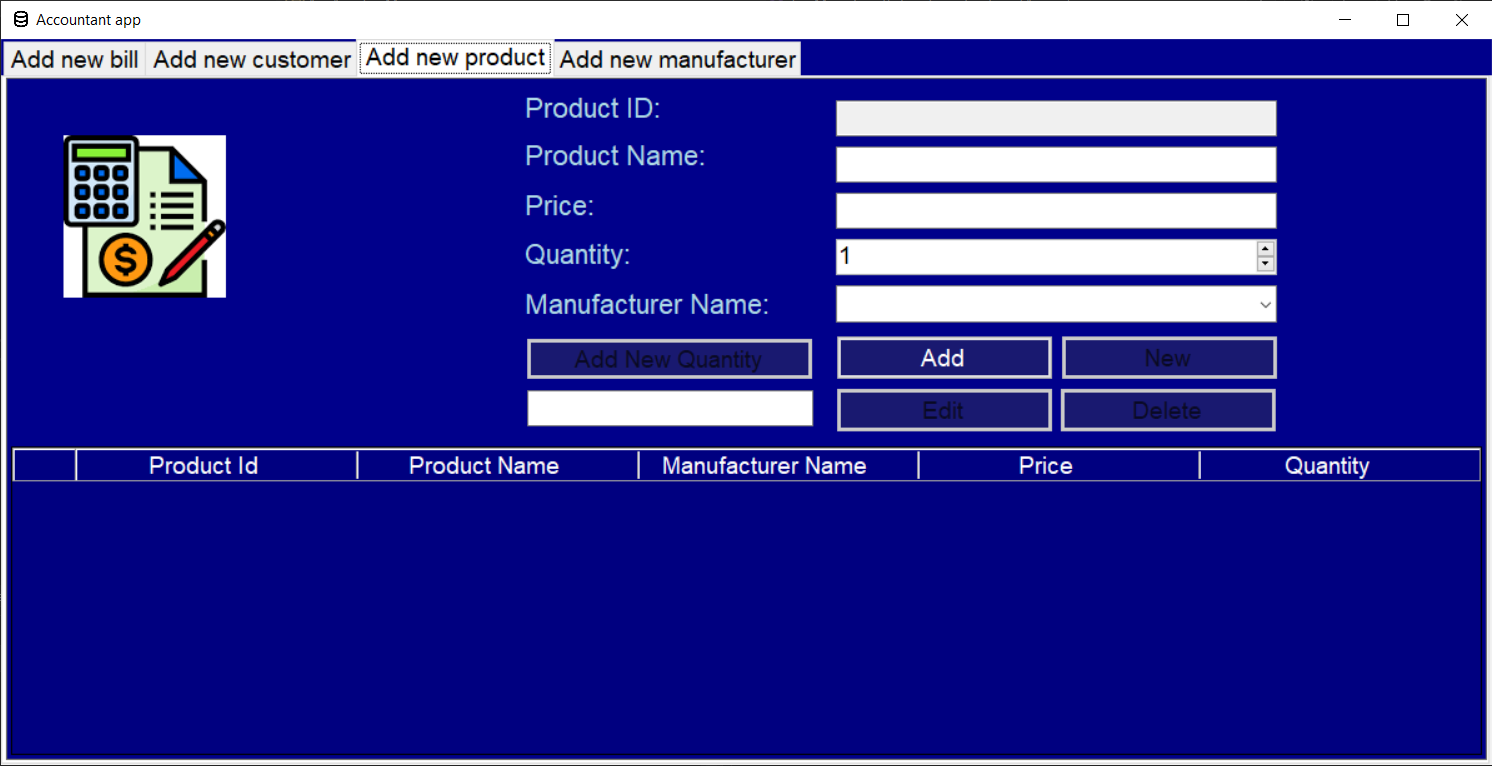 Accountant app
Add new bill Add new customer Add new product Add new manufacturer
Product ID:
Product Name:
Price:
Quantity: 1
Manufacturer Name:
Add New Quantity Add New
Edit Delete
Product Id Product Name Manufacturer Name Price Quantity